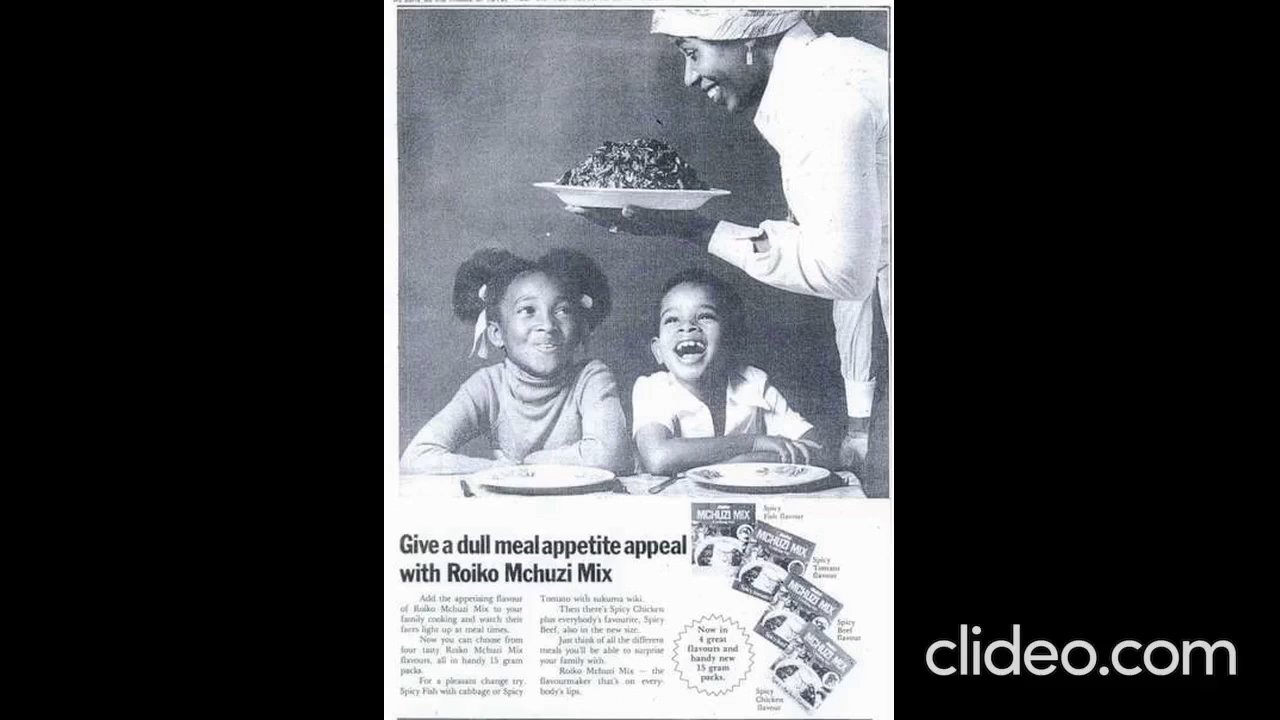 Give a dull meal appetite appeal
with Roiko Mchuzi Mix
Add the appetising flavour
of Roiko Mchuzi Mix to your
family cooking and watch their
faces light up at meal times.
Now you can choose from
four tasty Roiko Mchuzi Mix
flavours, all in handy 15 gram
packs.
For a pleasant change try
Spicy Fish with cabbage or Spicy
Tomato with sukuma wiki.
Then there's Spicy Chicken
plus everybody's favourite, Spicy
Beef, also in the new size.
Just think of all the different
meals you'll be able to surprise
your family with.
Roiko Mchuzi Mix — the
flavourmaker that's on every-
body's lips.
Now in
4 great
flavours and
handy new
15 gram
packs.
MCHUZI MIX
Spicy
Fish flavour
MCHUZI MIX
Spicy
Tomato
flavour
MCHUZI MIX
Spicy
Beef
flavour
MCHUZI MIX
Spicy
Chicken
flavour
clideo.com